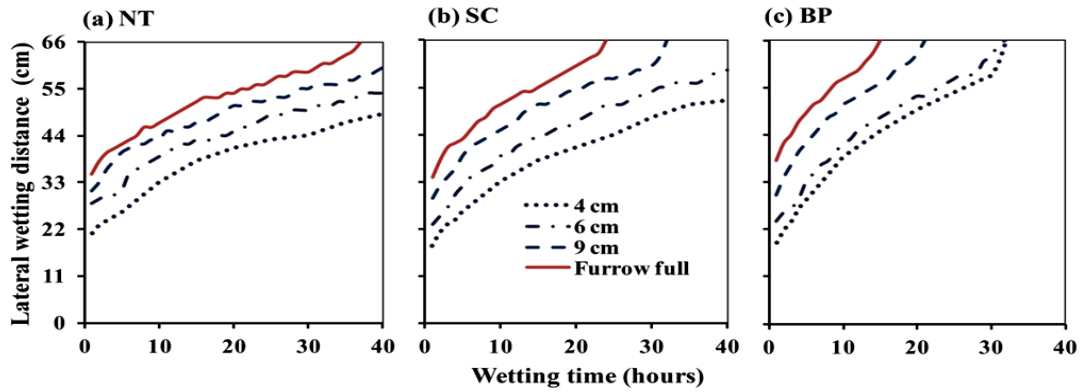 (a) NT
(b) SC
(c) BP
Lateral wetting distance (cm)
66
55
44
33
22
11
0
4 cm
6 cm
9 cm
Furrow full
0 10 20 30 40
0 10 20 30 40
0 10 20 30 40
Wetting time (hours)